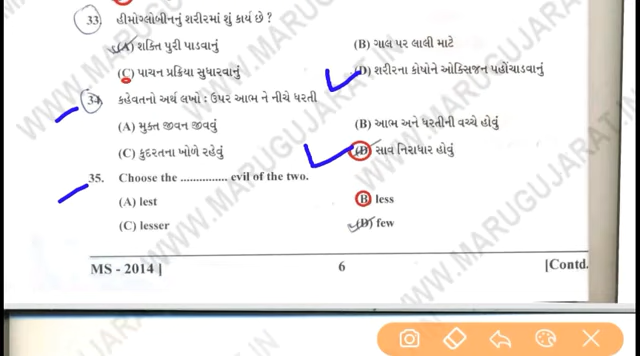 33. હીમોગ્લોબીનનું શરીરમાં શું કાર્ય છે ?
(A) શક્તિ પુરી પાડવાનું (B) ગાલ પર લાલી માટે
(C) પાચન પ્રક્રિયા સુધારવાનું (D) શરીરના કોષોને ઓક્સિજન પહોંચાડવાનું
34. કહેવતનો અર્થ લખો : ઉપર આભ ને નીચે ધરતી
(A) મુક્ત જીવન જીવવું (B) આભ અને ધરતીની વચ્ચે હોવું
(C) કુદરતના ખોળે રહેવું (D) સાવ નિરાધાર હોવું
35. Choose the ............... evil of the two.
(A) lest (B) less
(C) lesser (D) few
MS - 2014 | 6 [Contd.
WWW.MARUGUJARAT.IN